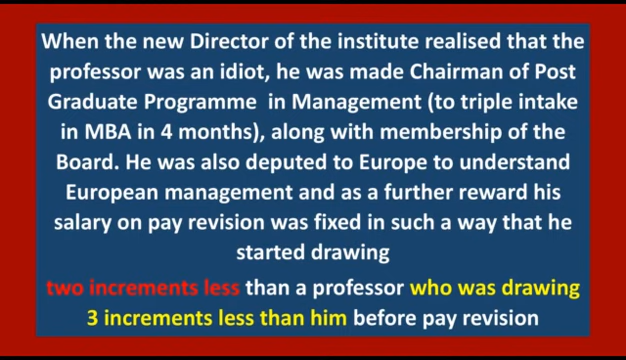 When the new Director of the institute realised that the
professor was an idiot, he was made Chairman of Post
Graduate Programme in Management (to triple intake
in MBA in 4 months), along with membership of the
Board. He was also deputed to Europe to understand
European management and as a further reward his
salary on pay revision was fixed in such a way that he
started drawing
two increments less than a professor who was drawing
3 increments less than him before pay revision